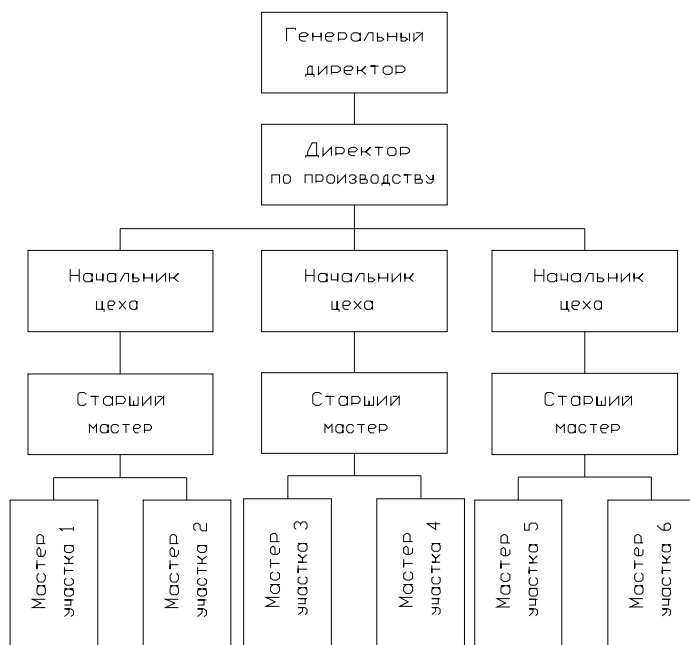 Генеральный
директор
Директор
по производству
Начальник
цеха
Начальник
цеха
Начальник
цеха
Старший
мастер
Старший
мастер
Старший
мастер
Мастер
участка 1
Мастер
участка 2
Мастер
участка 3
Мастер
участка 4
Мастер
участка 5
Мастер
участка 6